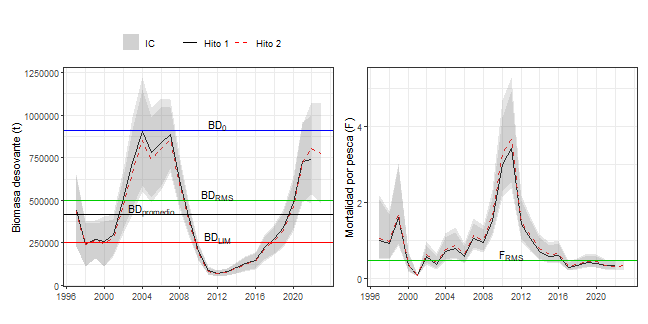 IC Hito 1 Hito 2
Biomasa desovante (t)
1250000
1000000
750000
500000
250000
0
BD0
BDRMS
BDpromedio
BDLIM
1996 2000 2004 2008 2012 2016 2020
Mortalidad por pesca (F)
4
2
0
FRMS
1996 2000 2004 2008 2012 2016 2020